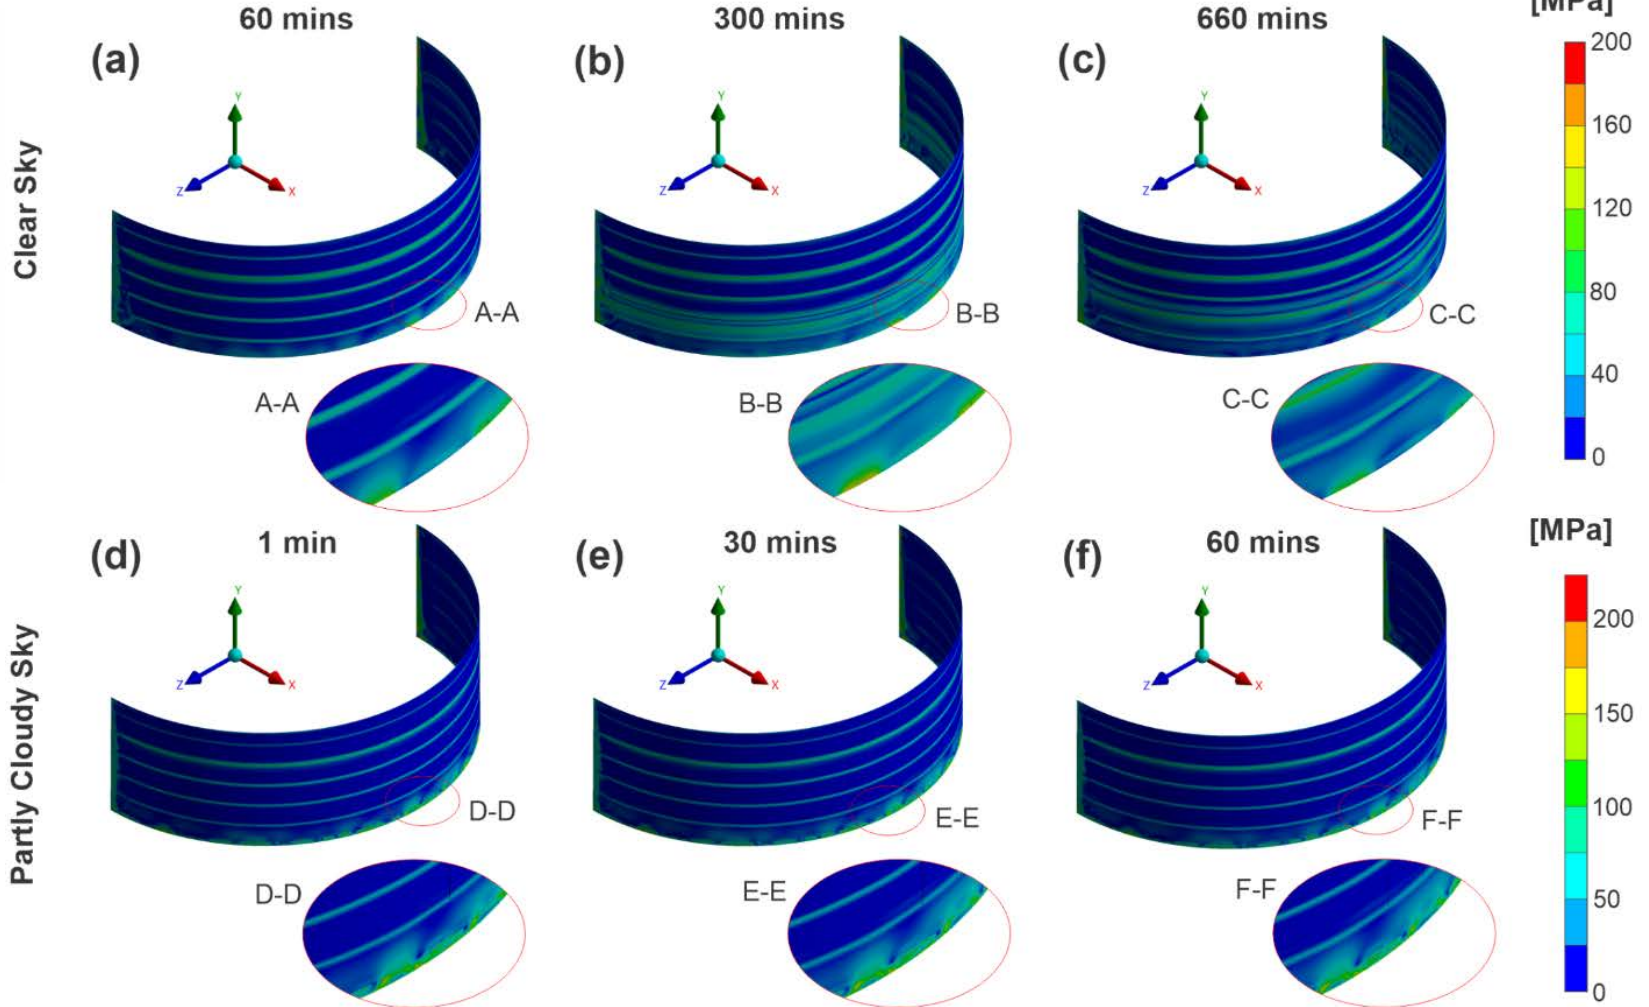 60 mins
300 mins
660 mins
[MPa]
(a)
(b)
(c)
200
160
120
80
40
0
Clear Sky
Y
Z
X
Y
Z
X
Y
Z
X
A-A
B-B
C-C
A-A
B-B
C-C
1 min
30 mins
60 mins
[MPa]
(d)
(e)
(f)
200
150
100
50
0
Partly Cloudy Sky
Y
Z
X
Y
Z
X
Y
Z
X
D-D
E-E
F-F
D-D
E-E
F-F